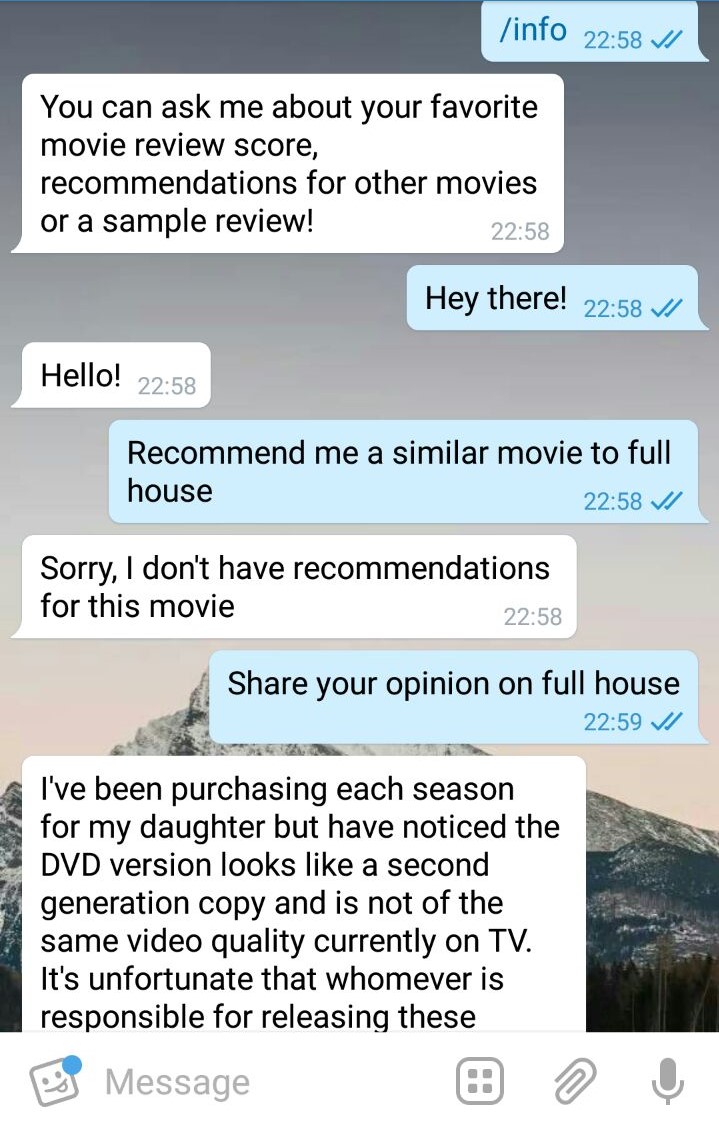 /info 22:58
You can ask me about your favorite
movie review score,
recommendations for other movies
or a sample review!
22:58
Hey there! 22:58
Hello! 22:58
Recommend me a similar movie to full
house
22:58
Sorry, I don't have recommendations
for this movie
22:58
Share your opinion on full house
22:59
I've been purchasing each season
for my daughter but have noticed the
DVD version looks like a second
generation copy and is not of the
same video quality currently on TV.
It's unfortunate that whomever is
responsible for releasing these
Message